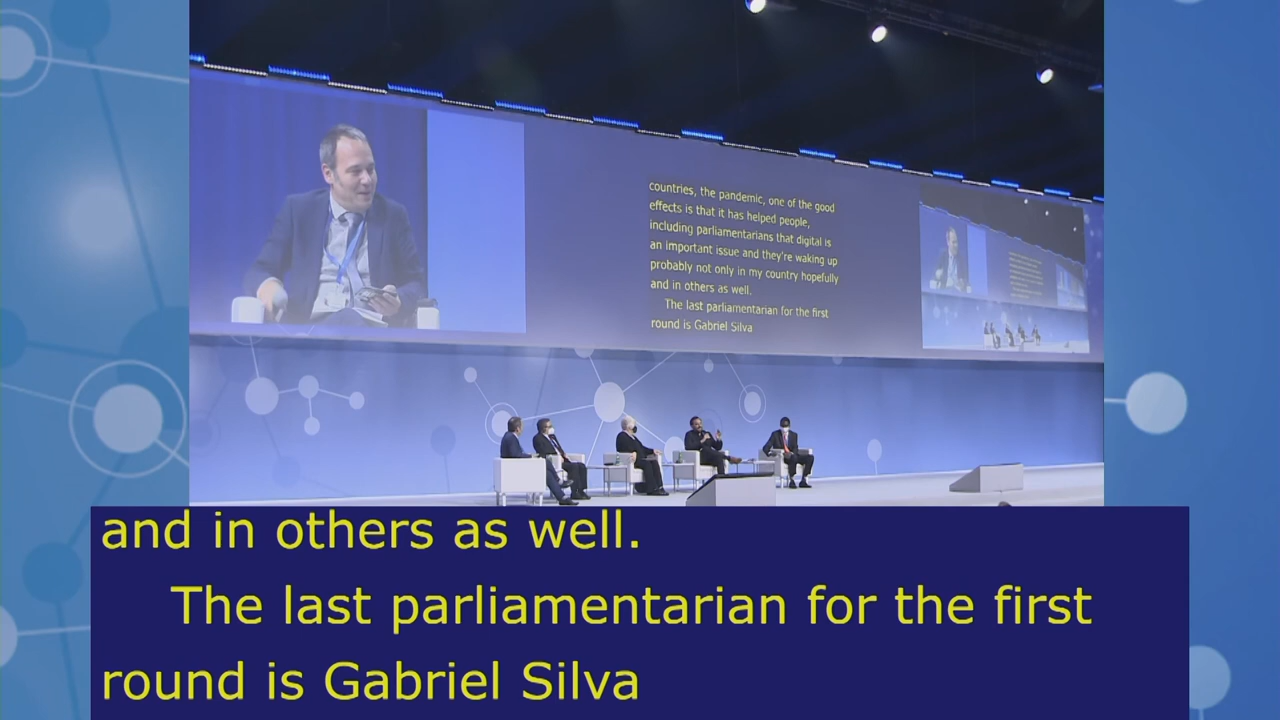 countries, the pandemic, one of the good
effects is that it has helped people,
including parliamentarians that digital is
an important issue and they're waking up
probably not only in my country hopefully
and in others as well.
The last parliamentarian for the first
round is Gabriel Silva
and in others as well.
The last parliamentarian for the first
round is Gabriel Silva